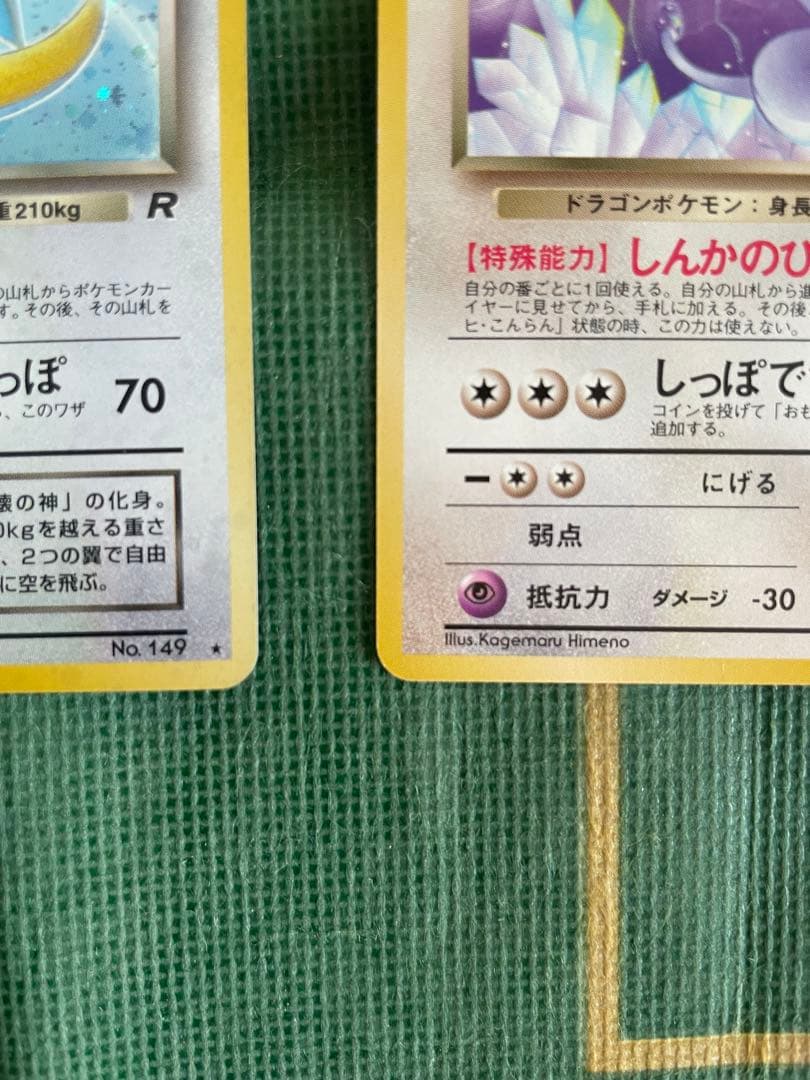 重210kg R
の山札からポケモンカー
す。その後、その山札を
っぽ 70
、このワザ
壊の神」の化身。
0kgを越える重さ
、2つの翼で自由
に空を飛ぶ。
No. 149 ★
ドラゴンポケモン：身長
【特殊能力】しんかのひ
自分の番ごとに1回使える。自分の山札から進
イヤーに見せてから、手札に加える。その後、
ヒ・こんらん」状態の時、この力は使えない。
しっぽで
コインを投げて「おも
追加する。
にげる
弱点
抵抗力 ダメージ -30
Illus.Kagemaru Himeno